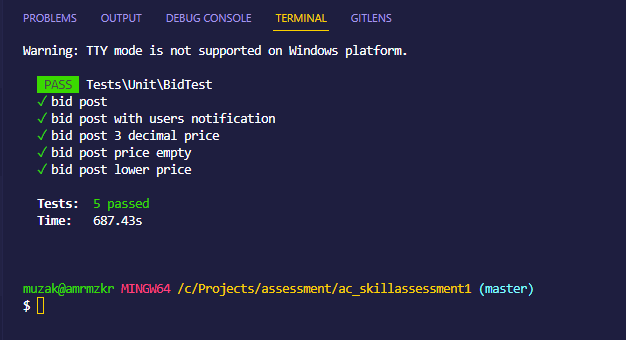 PROBLEMS OUTPUT DEBUG CONSOLE TERMINAL GITLENS
Warning: TTY mode is not supported on Windows platform.
PASS Tests\Unit\BidTest
✓ bid post
✓ bid post with users notification
✓ bid post 3 decimal price
✓ bid post price empty
✓ bid post lower price
Tests: 5 passed
Time: 687.43s
muzak@amrmzkr MINGW64 /c/Projects/assessment/ac_skillassessment1 (master)
$